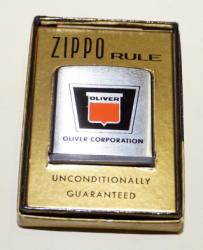 ZIPPO RULE
OLIVER
OLIVER CORPORATION
UNCONDITIONALLY
GUARANTEED